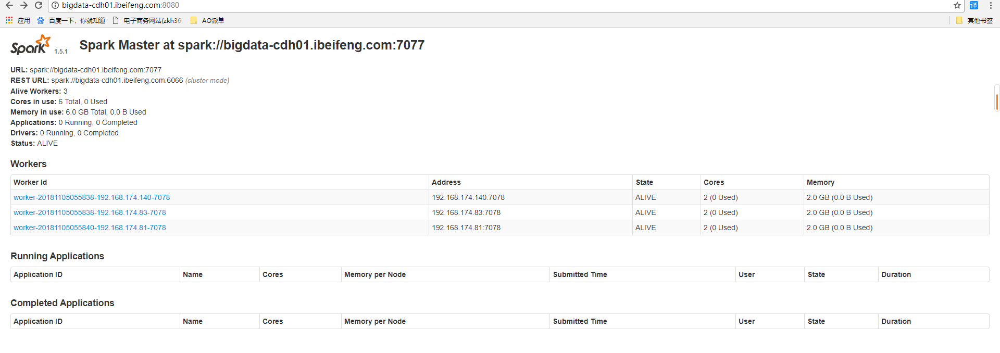 bigdata-cdh01.ibeifeng.com:8080
译
应用 百度一下，你就知道 电子商务网站(zkh36 AO派单 其他书签
Spark 1.5.1 Spark Master at spark://bigdata-cdh01.ibeifeng.com:7077
URL: spark://bigdata-cdh01.ibeifeng.com:7077
REST URL: spark://bigdata-cdh01.ibeifeng.com:6066 (cluster mode)
Alive Workers: 3
Cores in use: 6 Total, 0 Used
Memory in use: 6.0 GB Total, 0.0 B Used
Applications: 0 Running, 0 Completed
Drivers: 0 Running, 0 Completed
Status: ALIVE
Workers
Worker Id Address State Cores Memory
worker-20181105055838-192.168.174.140-7078 192.168.174.140:7078 ALIVE 2 (0 Used) 2.0 GB (0.0 B Used)
worker-20181105055838-192.168.174.83-7078 192.168.174.83:7078 ALIVE 2 (0 Used) 2.0 GB (0.0 B Used)
worker-20181105055840-192.168.174.81-7078 192.168.174.81:7078 ALIVE 2 (0 Used) 2.0 GB (0.0 B Used)
Running Applications
Application ID Name Cores Memory per Node Submitted Time User State Duration
Completed Applications
Application ID Name Cores Memory per Node Submitted Time User State Duration